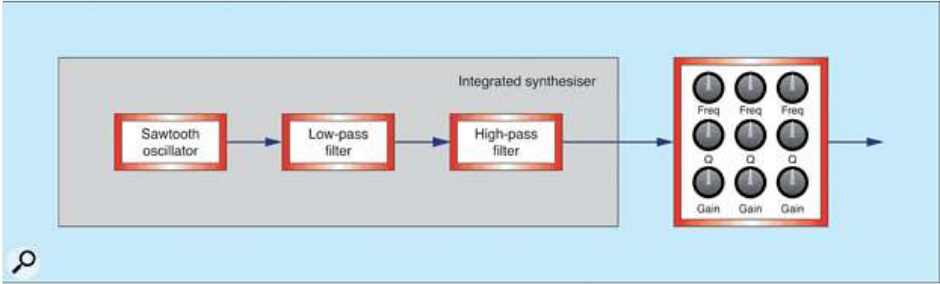 Integrated synthesiser
Sawtooth
oscillator
Low-pass
filter
High-pass
filter
Freq Freq Freq
Q Q Q
Gain Gain Gain